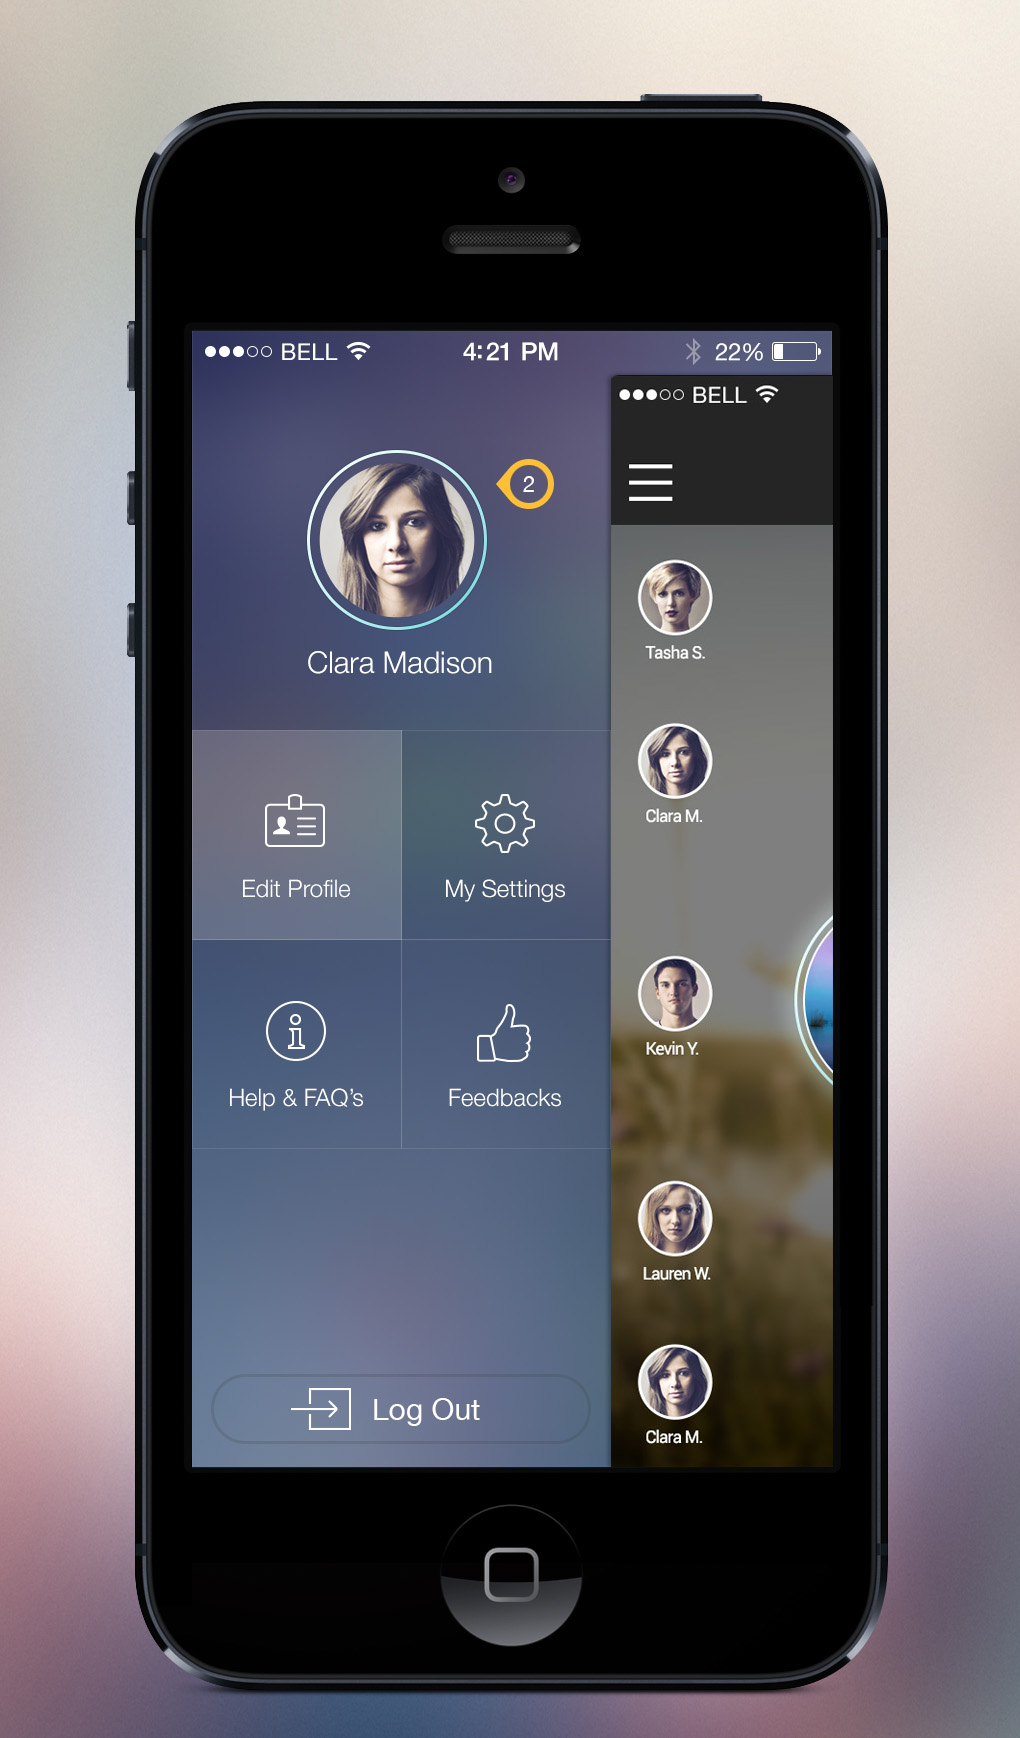 BELL 4:21 PM 22%
BELL
2
Clara Madison
Edit Profile My Settings
Help & FAQ's Feedbacks
Log Out
Tasha S.
Clara M.
Kevin Y.
Lauren W.
Clara M.